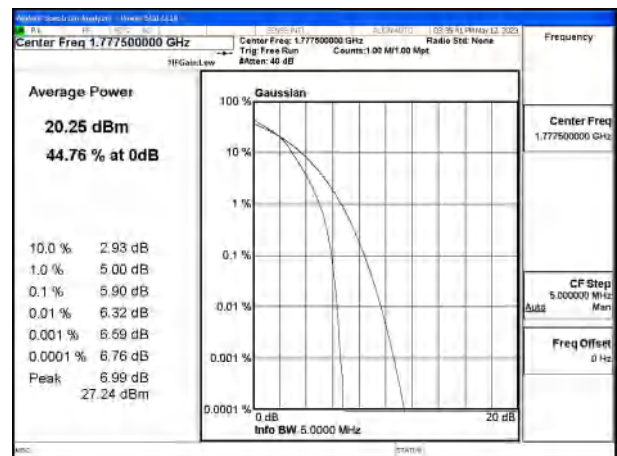 Center Freq 1.777500000 GHz
Center Freq: 1.777500000 GHz
Radio Std: None
Trig: Free Run
Counts:1.00 M/1.00 Mpt
#IFGain:Low
#Atten: 40 dB
Frequency
Average Power
20.25 dBm
44.76 % at 0dB
10.0 % 2.93 dB
1.0 % 5.00 dB
0.1 % 5.90 dB
0.01 % 6.32 dB
0.001 % 6.59 dB
0.0001 % 6.76 dB
Peak 6.99 dB
27.24 dBm
Gaussian
100 %
10 %
1 %
0.1 %
0.01 %
0.001 %
0.0001 %
0 dB
20 dB
Info BW 5.0000 MHz
Center Freq
1.777500000 GHz
CF Step
5.000000 MHz
Auto Man
Freq Offset
0 Hz
MSG
STATUS